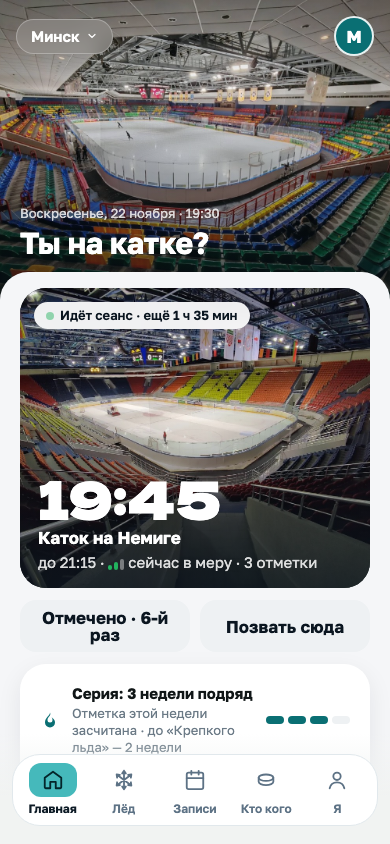 Минск
М
Воскресенье, 22 ноября · 19:30
Ты на катке?
Идёт сеанс · ещё 1 ч 35 мин
19:45
Каток на Немиге
до 21:15 · сейчас в меру · 3 отметки
Отмечено · 6-й
раз
Позвать сюда
Серия: 3 недели подряд
Отметка этой недели
засчитана · до «Крепкого
льда» — 2 недели
Главная
Лёд
Записи
Кто кого
Я